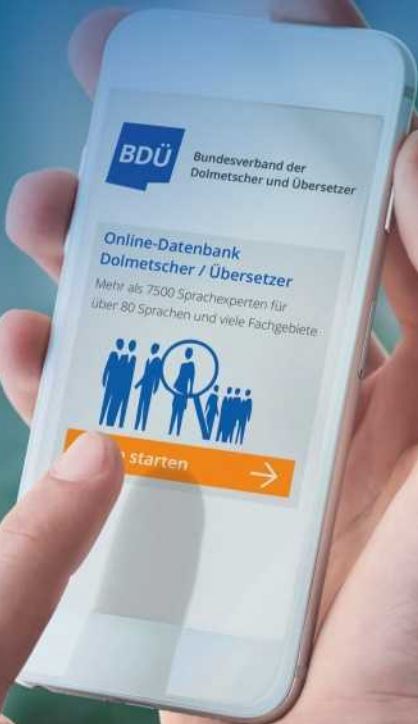 BDÜ
Bundesverband der
Dolmetscher und Übersetzer
Online-Datenbank
Dolmetscher / Übersetzer
Mehr als 7500 Sprachexperten für
über 80 Sprachen und viele Fachgebiete
starten